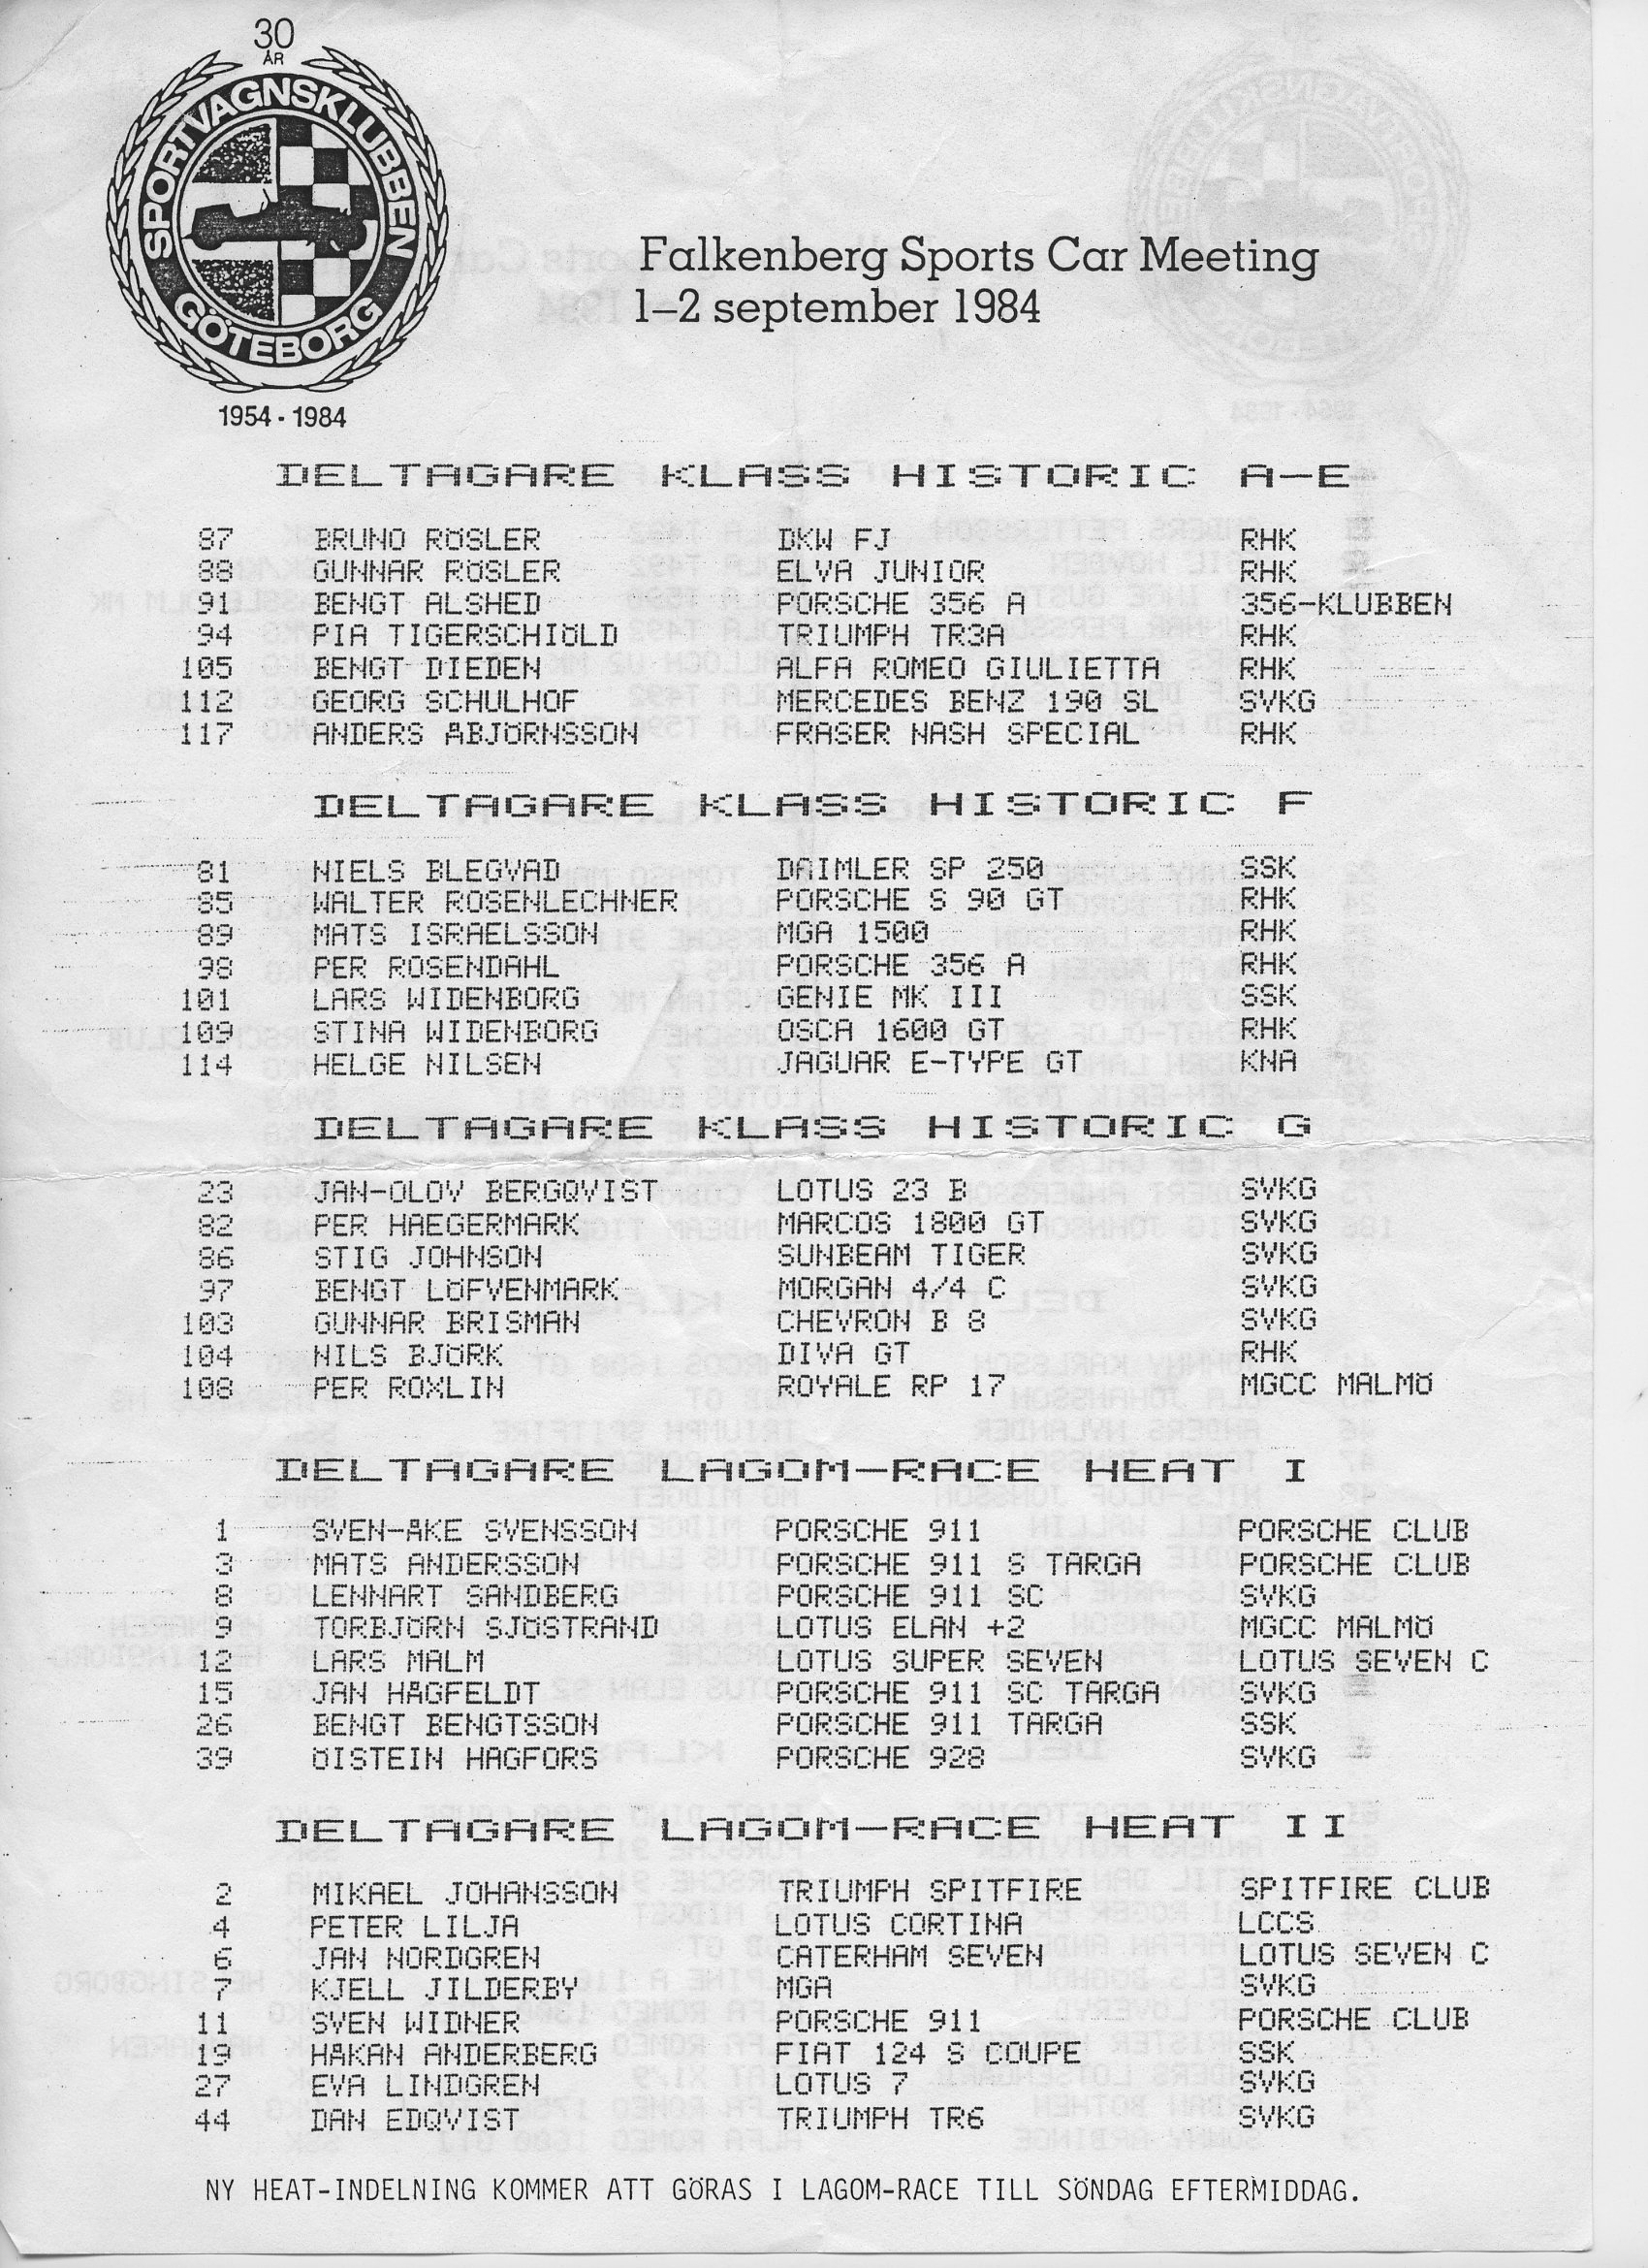 30
ÅR
SPORTVAGNSKLUBBEN
GÖTEBORG
1954 - 1984
Falkenberg Sports Car Meeting
1–2 september 1984
DELTAGARE KLASS HISTORIC A-E
87 BRUNO RÖSLER DKW FJ RHK
88 GUNNAR RÖSLER ELVA JUNIOR RHK
91 BENGT ALSHED PORSCHE 356 A 356-KLUBBEN
94 PIA TIGERSCHIÖLD TRIUMPH TR3A RHK
105 BENGT DIEDEN ALFA ROMEO GIULIETTA RHK
112 GEORG SCHULHOF MERCEDES BENZ 190 SL SVKG
117 ANDERS ÅBJÖRNSSON FRASER NASH SPECIAL RHK
DELTAGARE KLASS HISTORIC F
81 NIELS BLEGVAD DAIMLER SP 250 SSK
85 WALTER ROSENLECHNER PORSCHE S 90 GT RHK
89 MATS ISRAELSSON MGA 1500 RHK
98 PER ROSENDAHL PORSCHE 356 A RHK
101 LARS WIDENBORG GENIE MK III SSK
109 STINA WIDENBORG OSCA 1600 GT RHK
114 HELGE NILSEN JAGUAR E-TYPE GT KNA
DELTAGARE KLASS HISTORIC G
23 JAN-OLOV BERGQVIST LOTUS 23 B SVKG
82 PER HAEGERMARK MARCOS 1800 GT SVKG
86 STIG JOHNSON SUNBEAM TIGER SVKG
97 BENGT LÖFVENMARK MORGAN 4/4 C SVKG
103 GUNNAR BRISMAN CHEVRON B 8 SVKG
104 NILS BJÖRK DIVA GT RHK
108 PER ROXLIN ROYALE RP 17 MGCC MALMÖ
DELTAGARE LAGOM-RACE HEAT I
1 SVEN-ÅKE SVENSSON PORSCHE 911 PORSCHE CLUB
3 MATS ANDERSSON PORSCHE 911 S TARGA PORSCHE CLUB
8 LENNART SANDBERG PORSCHE 911 SC SVKG
9 TORBJÖRN SJÖSTRAND LOTUS ELAN +2 MGCC MALMÖ
12 LARS MALM LOTUS SUPER SEVEN LOTUS SEVEN C
15 JAN HÅGFELDT PORSCHE 911 SC TARGA SVKG
26 BENGT BENGTSSON PORSCHE 911 TARGA SSK
39 ÖISTEIN HAGFORS PORSCHE 928 SVKG
DELTAGARE LAGOM-RACE HEAT II
2 MIKAEL JOHANSSON TRIUMPH SPITFIRE SPITFIRE CLUB
4 PETER LILJA LOTUS CORTINA LCCS
6 JAN NORDGREN CATERHAM SEVEN LOTUS SEVEN C
7 KJELL JILDERBY MGA SVKG
11 SVEN WIDNER PORSCHE 911 PORSCHE CLUB
19 HÅKAN ANDERBERG FIAT 124 S COUPE SSK
27 EVA LINDGREN LOTUS 7 SVKG
44 DAN EDQVIST TRIUMPH TR6 SVKG
NY HEAT-INDELNING KOMMER ATT GÖRAS I LAGOM-RACE TILL SÖNDAG EFTERMIDDAG.